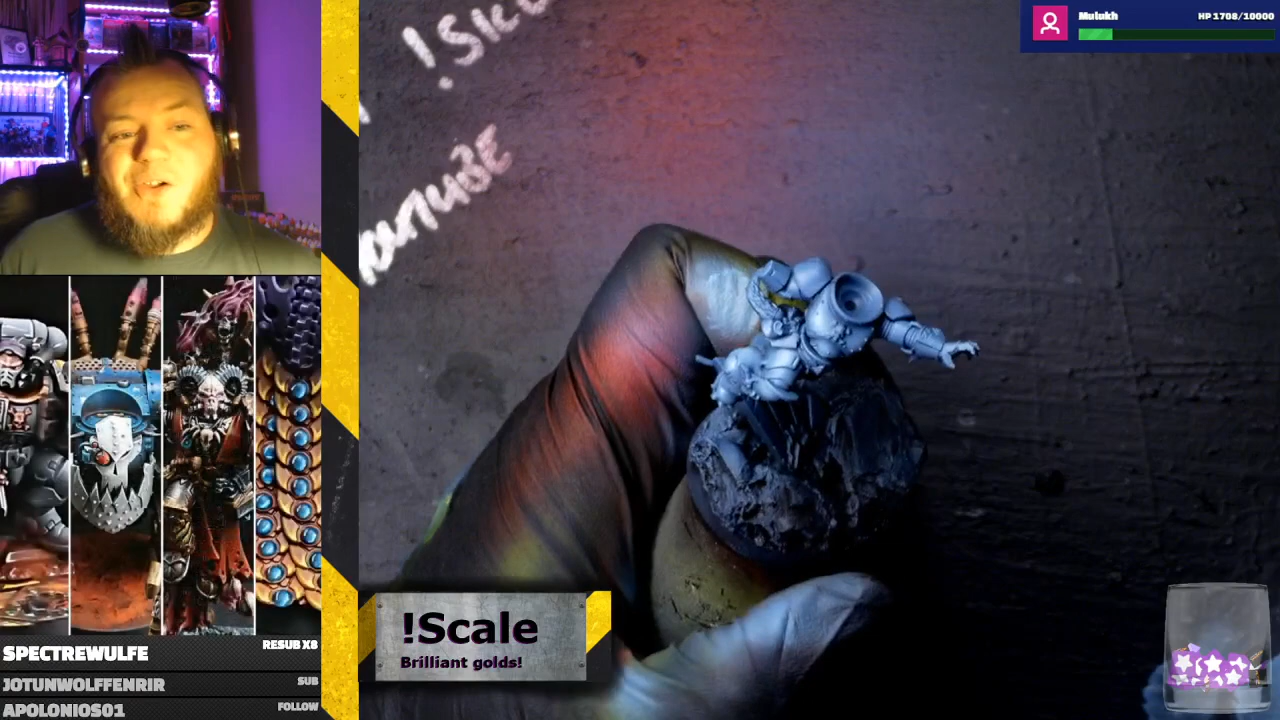 Mulukh
HP 1708/10000
!Scale
Brilliant golds!
SPECTREWULFE
RESUB X8
JOTUNWOLFFENRIR
SUB
APOLONIOS01
FOLLOW